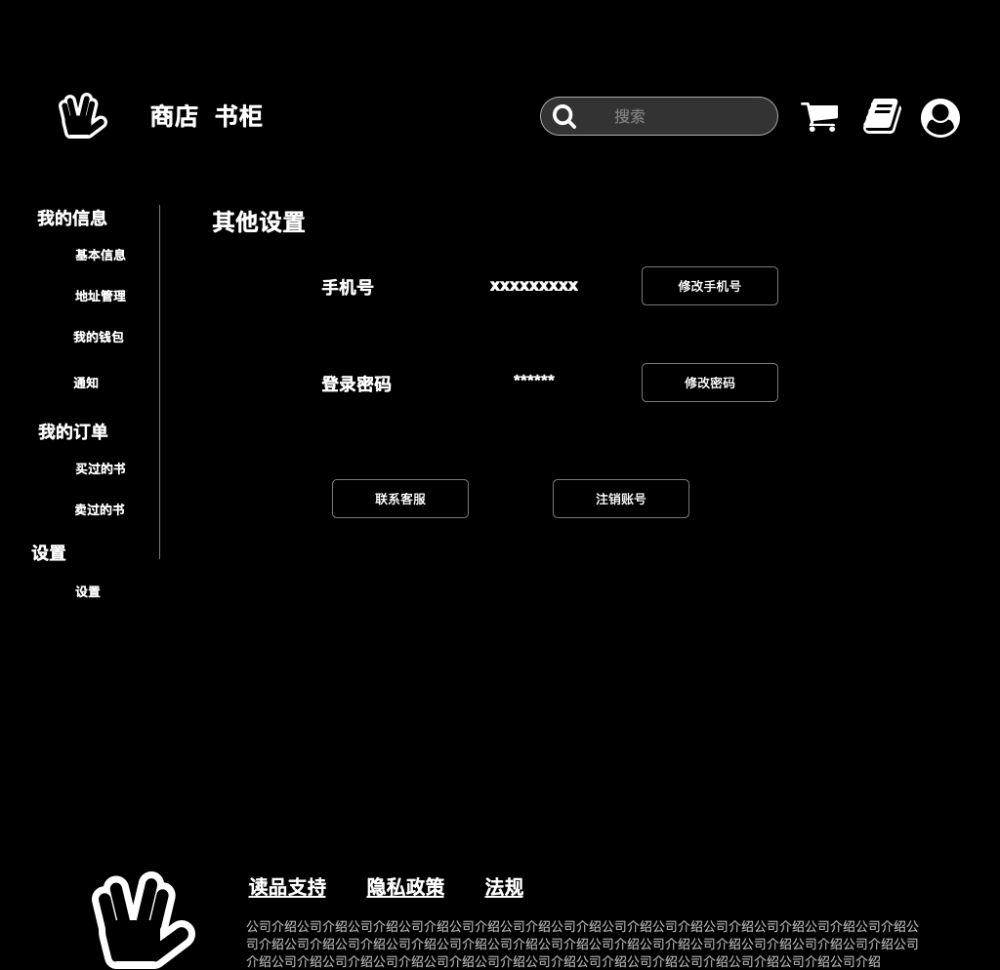 商店 书柜
搜索
我的信息
基本信息
地址管理
我的钱包
通知
我的订单
买过的书
卖过的书
设置
设置
其他设置
手机号 xxxxxxxxx 修改手机号
登录密码 ****** 修改密码
联系客服 注销账号
读品支持 隐私政策 法规
公司介绍公司介绍公司介绍公司介绍公司介绍公司介绍公司介绍公司介绍公司介绍公司介绍公司介绍公司介绍公司介绍公
司介绍公司介绍公司介绍公司介绍公司介绍公司介绍公司介绍公司介绍公司介绍公司介绍公司介绍公司介绍公司介绍公司
介绍公司介绍公司介绍公司介绍公司介绍公司介绍公司介绍公司介绍公司介绍公司介绍公司介绍公司介绍公司介绍